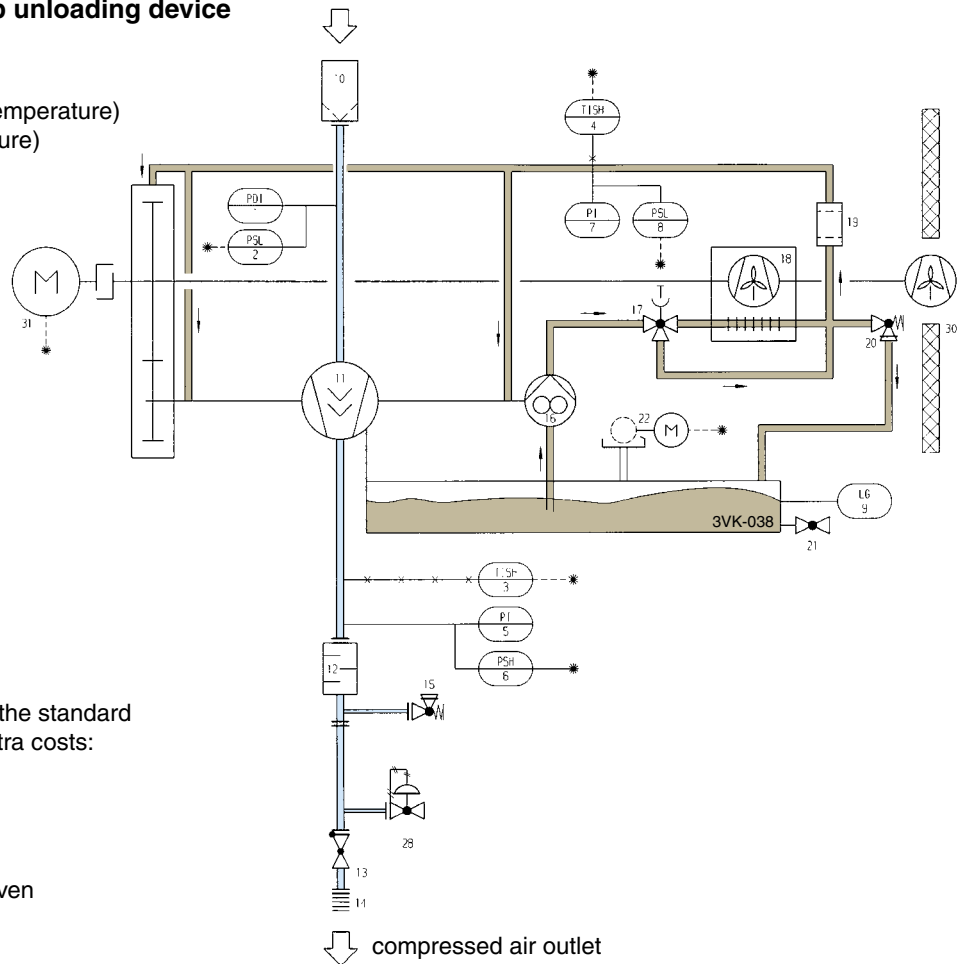 o unloading device
emperature)
ure)
10
TISH
4
PDI
PSL
2
PI
7
PSL
8
19
18
M
31
17
20
30
11
16
22
M
LG
9
3VK-038
21
TISH
3
PI
5
PSH
6
12
15
the standard
tra costs:
28
13
ven
14
compressed air outlet